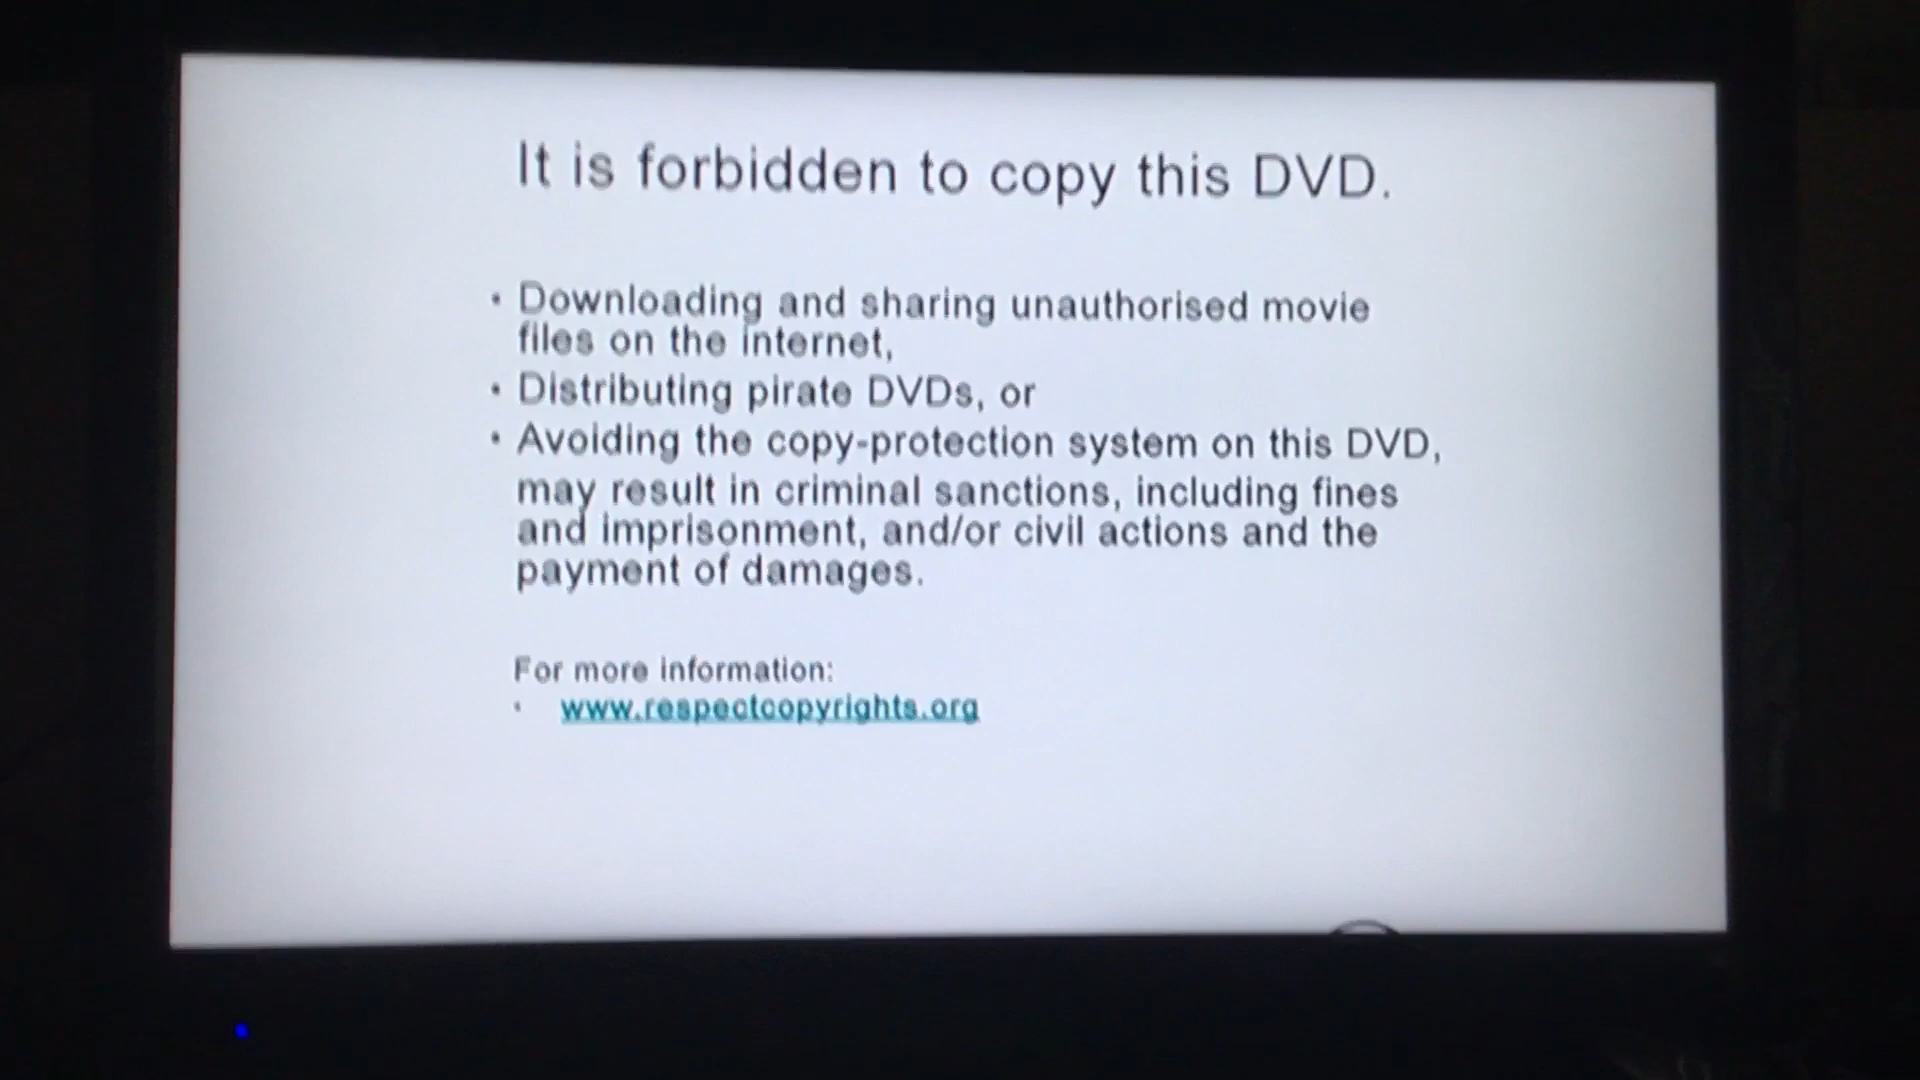 It is forbidden to copy this DVD.
• Downloading and sharing unauthorised movie
files on the internet,
• Distributing pirate DVDs, or
• Avoiding the copy-protection system on this DVD,
may result in criminal sanctions, including fines
and imprisonment, and/or civil actions and the
payment of damages.
For more information:
• www.respectcopyrights.org